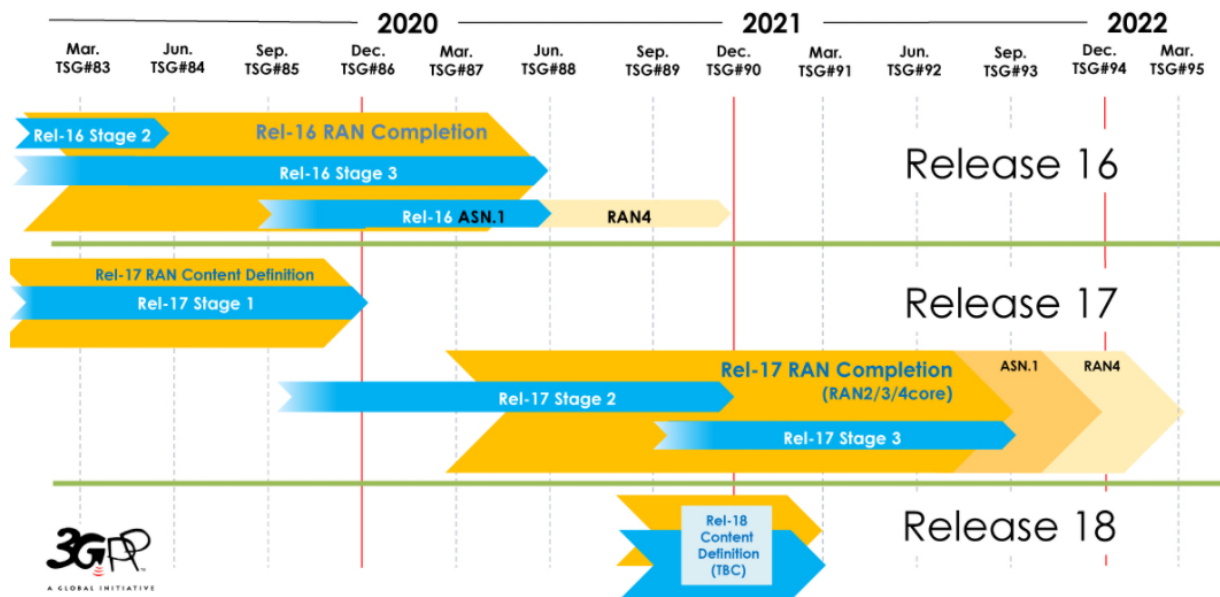 2020
2021
2022
Mar.
TSG#83
Jun.
TSG#84
Sep.
TSG#85
Dec.
TSG#86
Mar.
TSG#87
Jun.
TSG#88
Sep.
TSG#89
Dec.
TSG#90
Mar.
TSG#91
Jun.
TSG#92
Sep.
TSG#93
Dec.
TSG#94
Mar.
TSG#95
Rel-16 Stage 2
Rel-16 RAN Completion
Rel-16 Stage 3
Rel-16 ASN.1
RAN4
Release 16
Rel-17 RAN Content Definition
Rel-17 Stage 1
Release 17
Rel-17 RAN Completion
(RAN2/3/4core)
ASN.1
RAN4
Rel-17 Stage 2
Rel-17 Stage 3
Rel-18
Content
Definition
(TBC)
Release 18
3GPP
A GLOBAL INITIATIVE